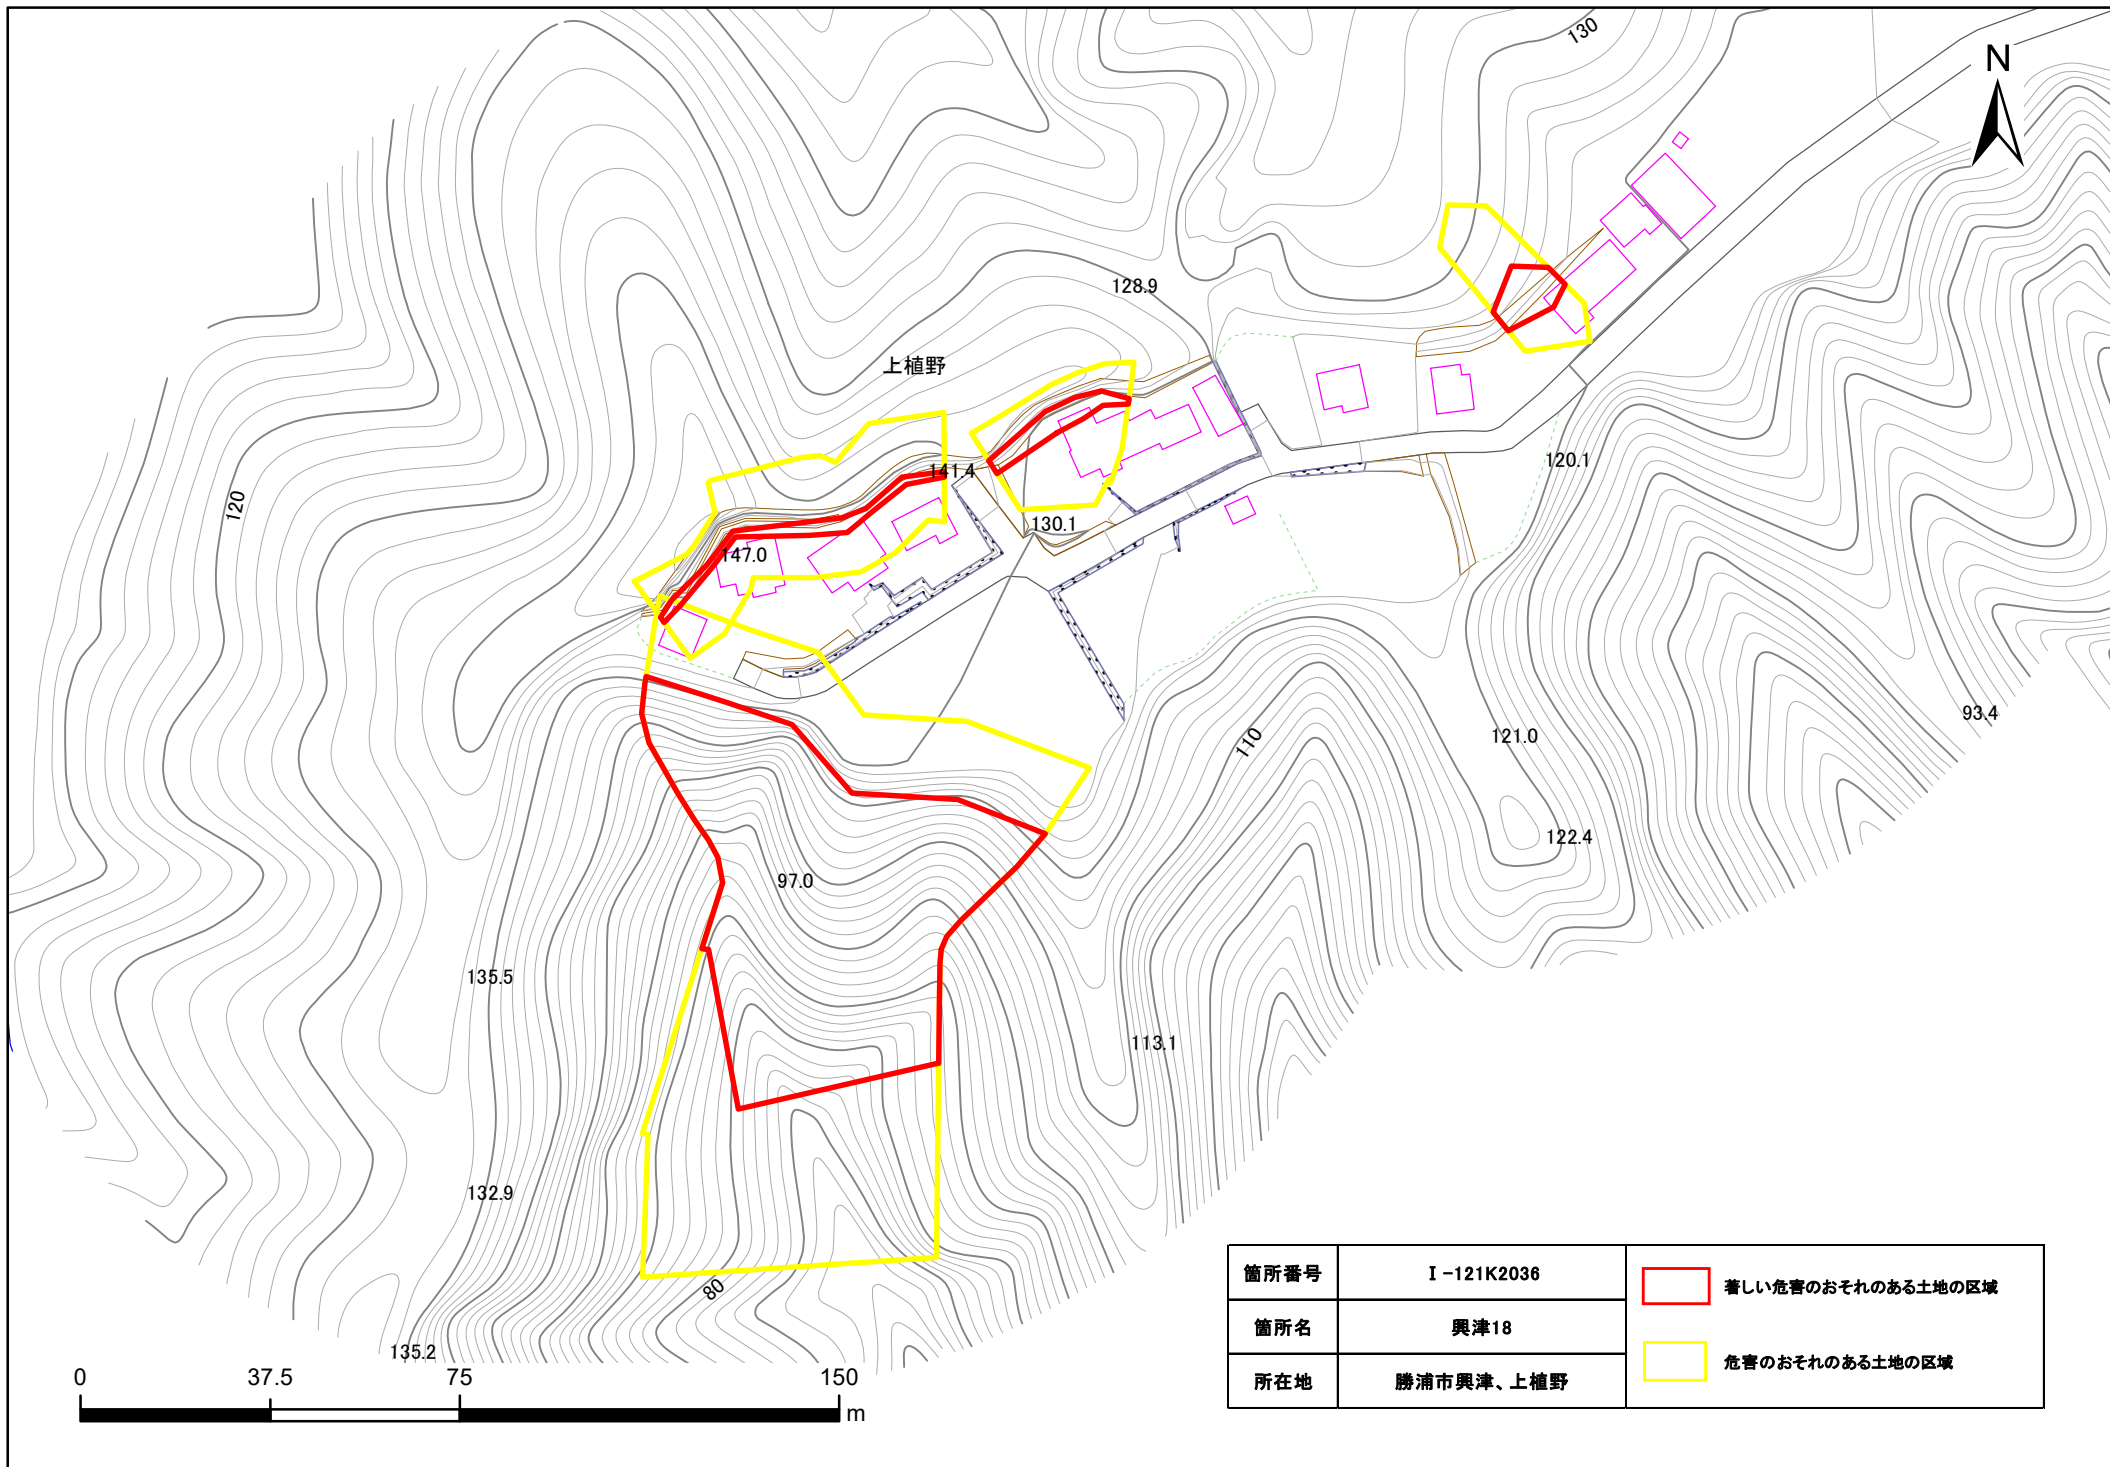 130
N
128.9
上植野
141.4
120.1
120
130.1
147.0
93.4
110
121.0
122.4
97.0
135.5
113.1
132.9
80
135.2
0 37.5 75 150
m
箇所番号 Ⅰ-121K2036
箇所名 興津18
所在地 勝浦市興津、上植野
著しい危害のおそれのある土地の区域
危害のおそれのある土地の区域